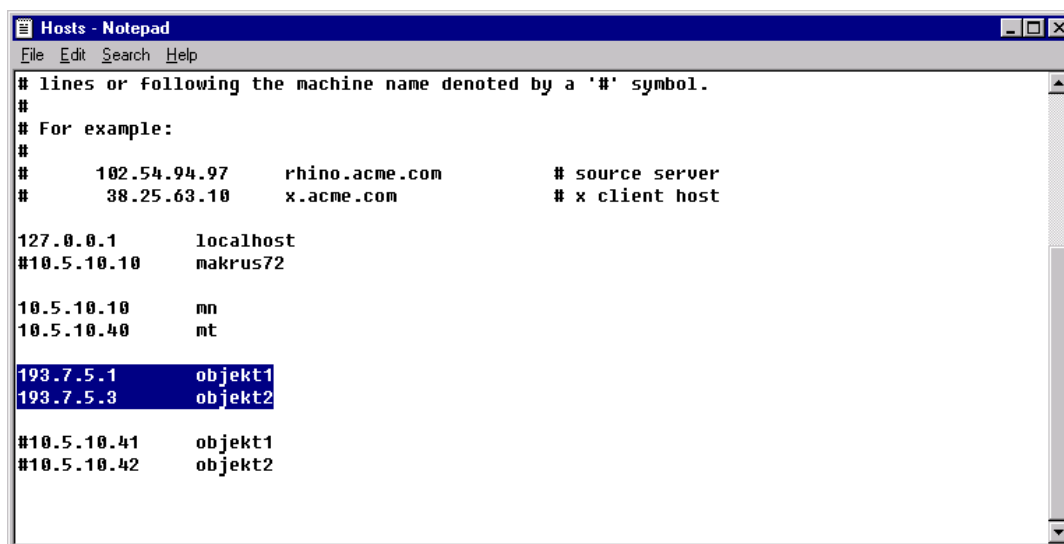 Hosts - Notepad
File Edit Search Help
# lines or following the machine name denoted by a '#' symbol.
#
# For example:
#
# 102.54.94.97 rhino.acme.com # source server
# 38.25.63.10 x.acme.com # x client host
127.0.0.1 localhost
#10.5.10.10 makrus72
10.5.10.10 mn
10.5.10.40 mt
193.7.5.1 objekt1
193.7.5.3 objekt2
#10.5.10.41 objekt1
#10.5.10.42 objekt2